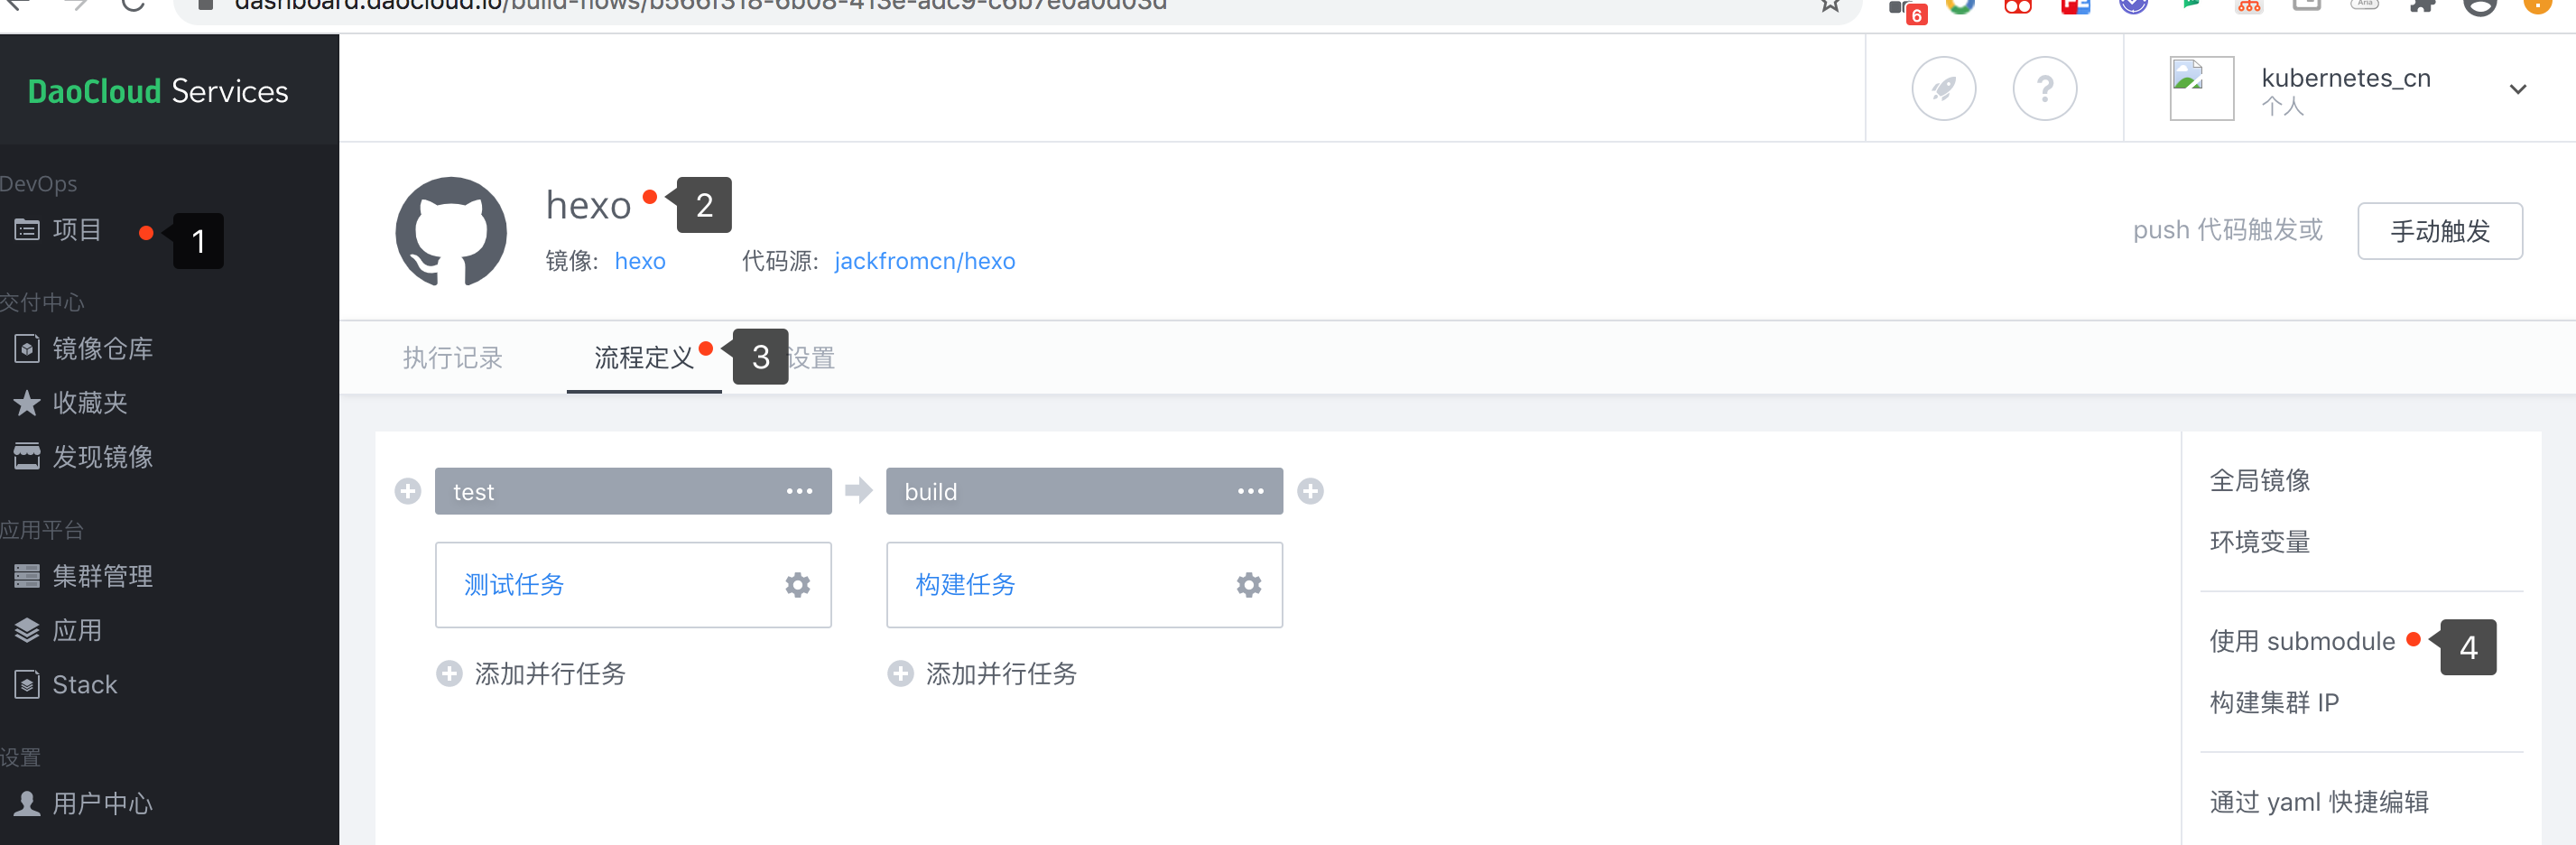 dashboard.daocloud.io/build-flows/b566f318-6b08-413e-adc9-c6b7e0a0d03d
6
Aria
DaoCloud Services
?
kubernetes_cn
个人
DevOps
项目
1
交付中心
镜像仓库
收藏夹
发现镜像
应用平台
集群管理
应用
Stack
设置
用户中心
hexo
2
镜像: hexo 代码源: jackfromcn/hexo
push 代码触发或
手动触发
执行记录
流程定义
3
设置
test
build
测试任务
构建任务
添加并行任务
添加并行任务
全局镜像
环境变量
使用 submodule
4
构建集群 IP
通过 yaml 快捷编辑